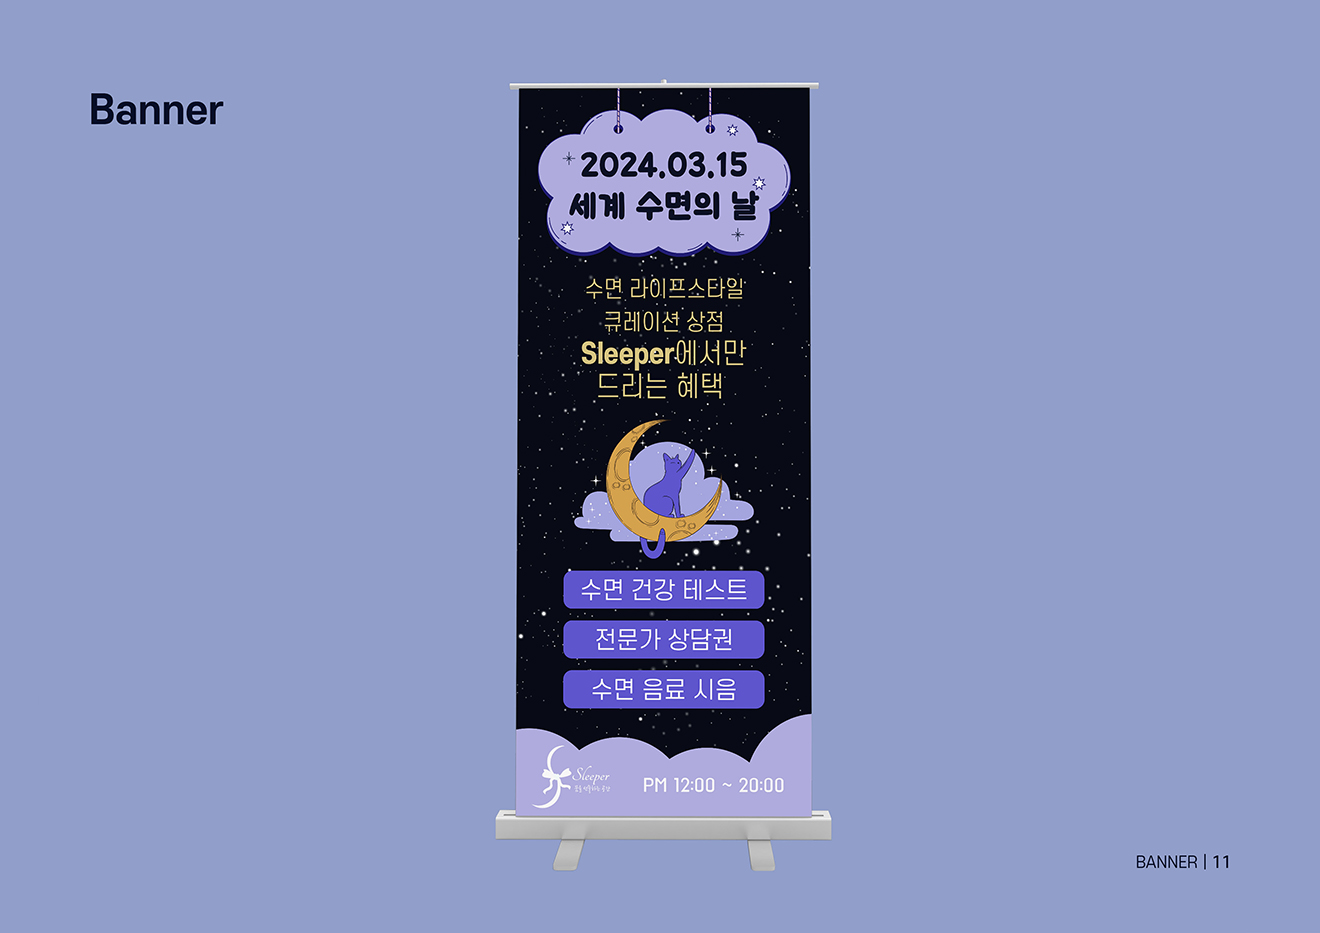 Banner
2024.03.15
세계 수면의 날
수면 라이프스타일
큐레이션 상점
Sleeper에서만
드리는 혜택
수면 건강 테스트
전문가 상담권
수면 음료 시음
Sleeper
PM 12:00 ~ 20:00
BANNER | 11